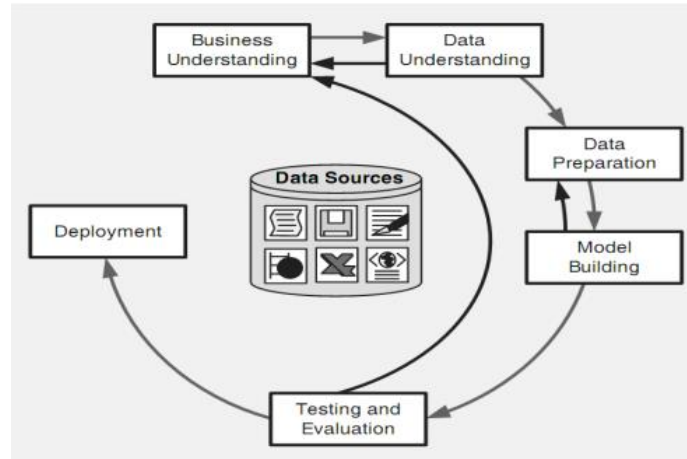 Business
Understanding
Data
Understanding
Data
Preparation
Data Sources
Deployment
Model
Building
Testing and
Evaluation